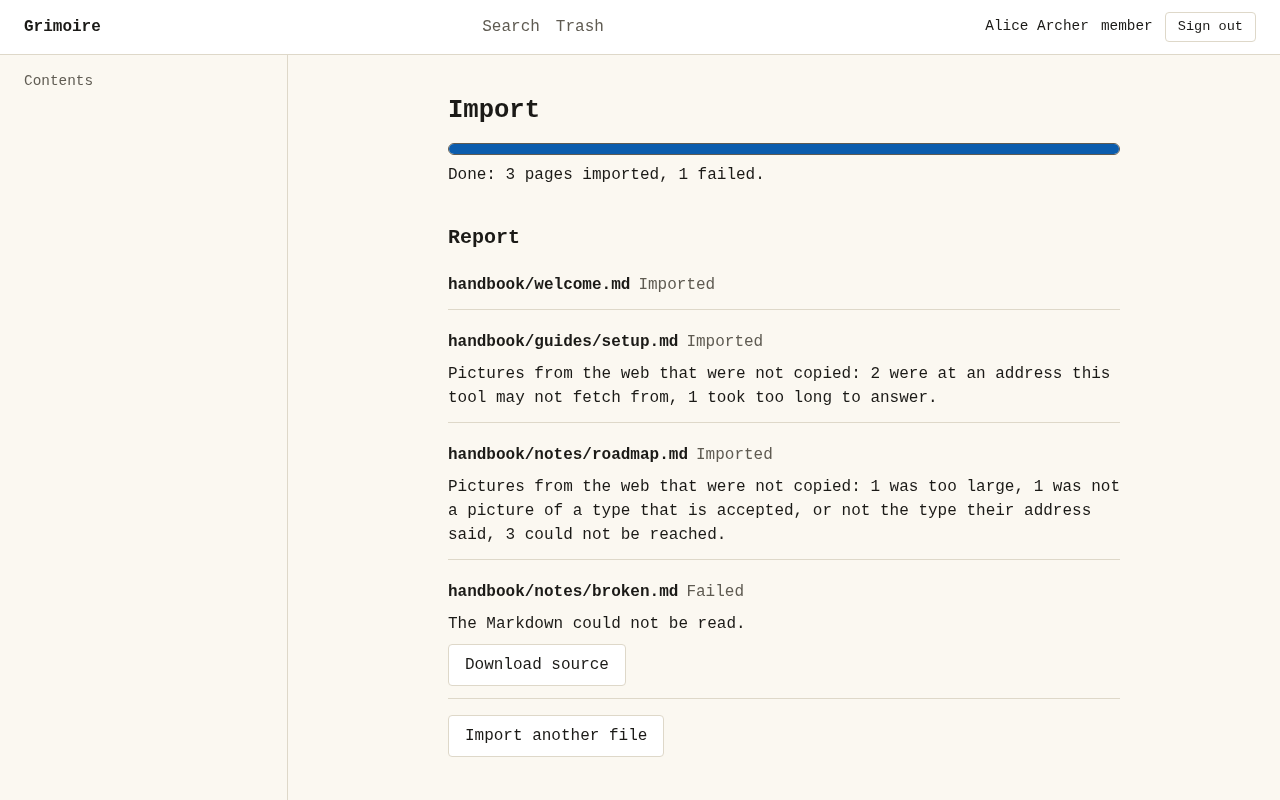 Grimoire
Search
Trash
Alice Archer
member
Sign out
Contents
Import
Done: 3 pages imported, 1 failed.
Report
handbook/welcome.md Imported
handbook/guides/setup.md Imported
Pictures from the web that were not copied: 2 were at an address this
tool may not fetch from, 1 took too long to answer.
handbook/notes/roadmap.md Imported
Pictures from the web that were not copied: 1 was too large, 1 was not
a picture of a type that is accepted, or not the type their address
said, 3 could not be reached.
handbook/notes/broken.md Failed
The Markdown could not be read.
Download source
Import another file